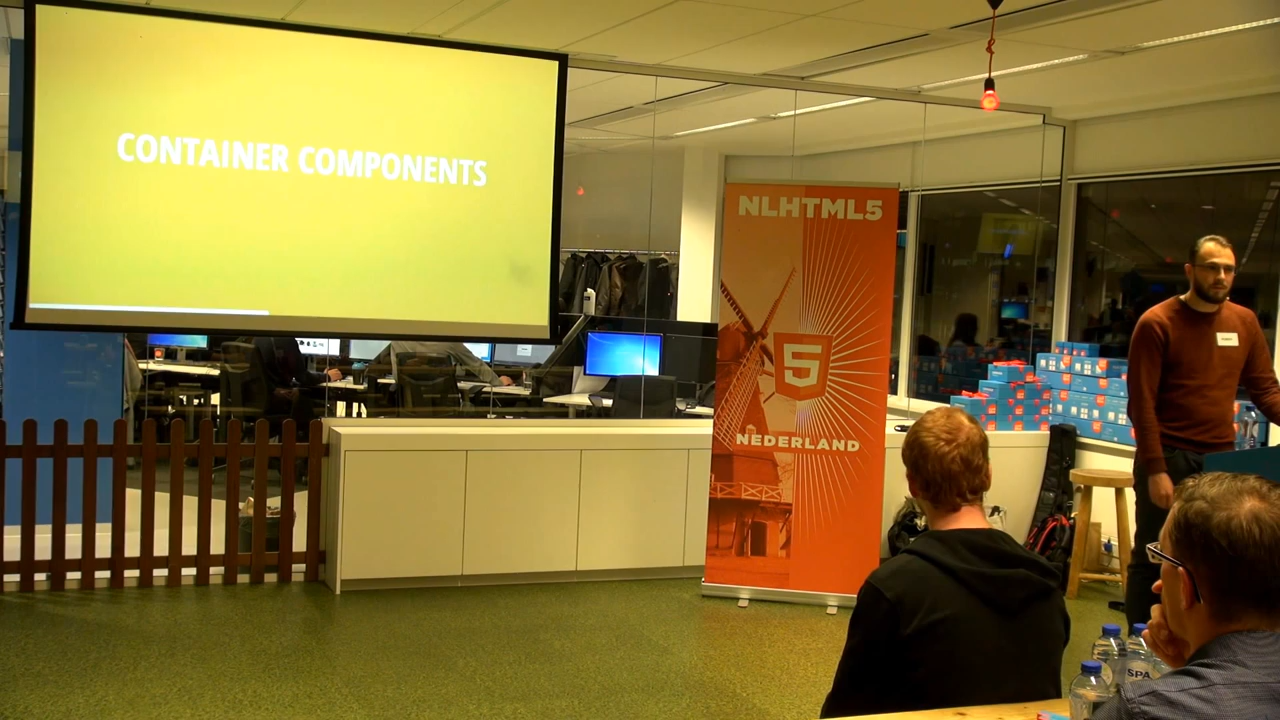 CONTAINER COMPONENTS
NLHTML5
5
NEDERLAND
SPA